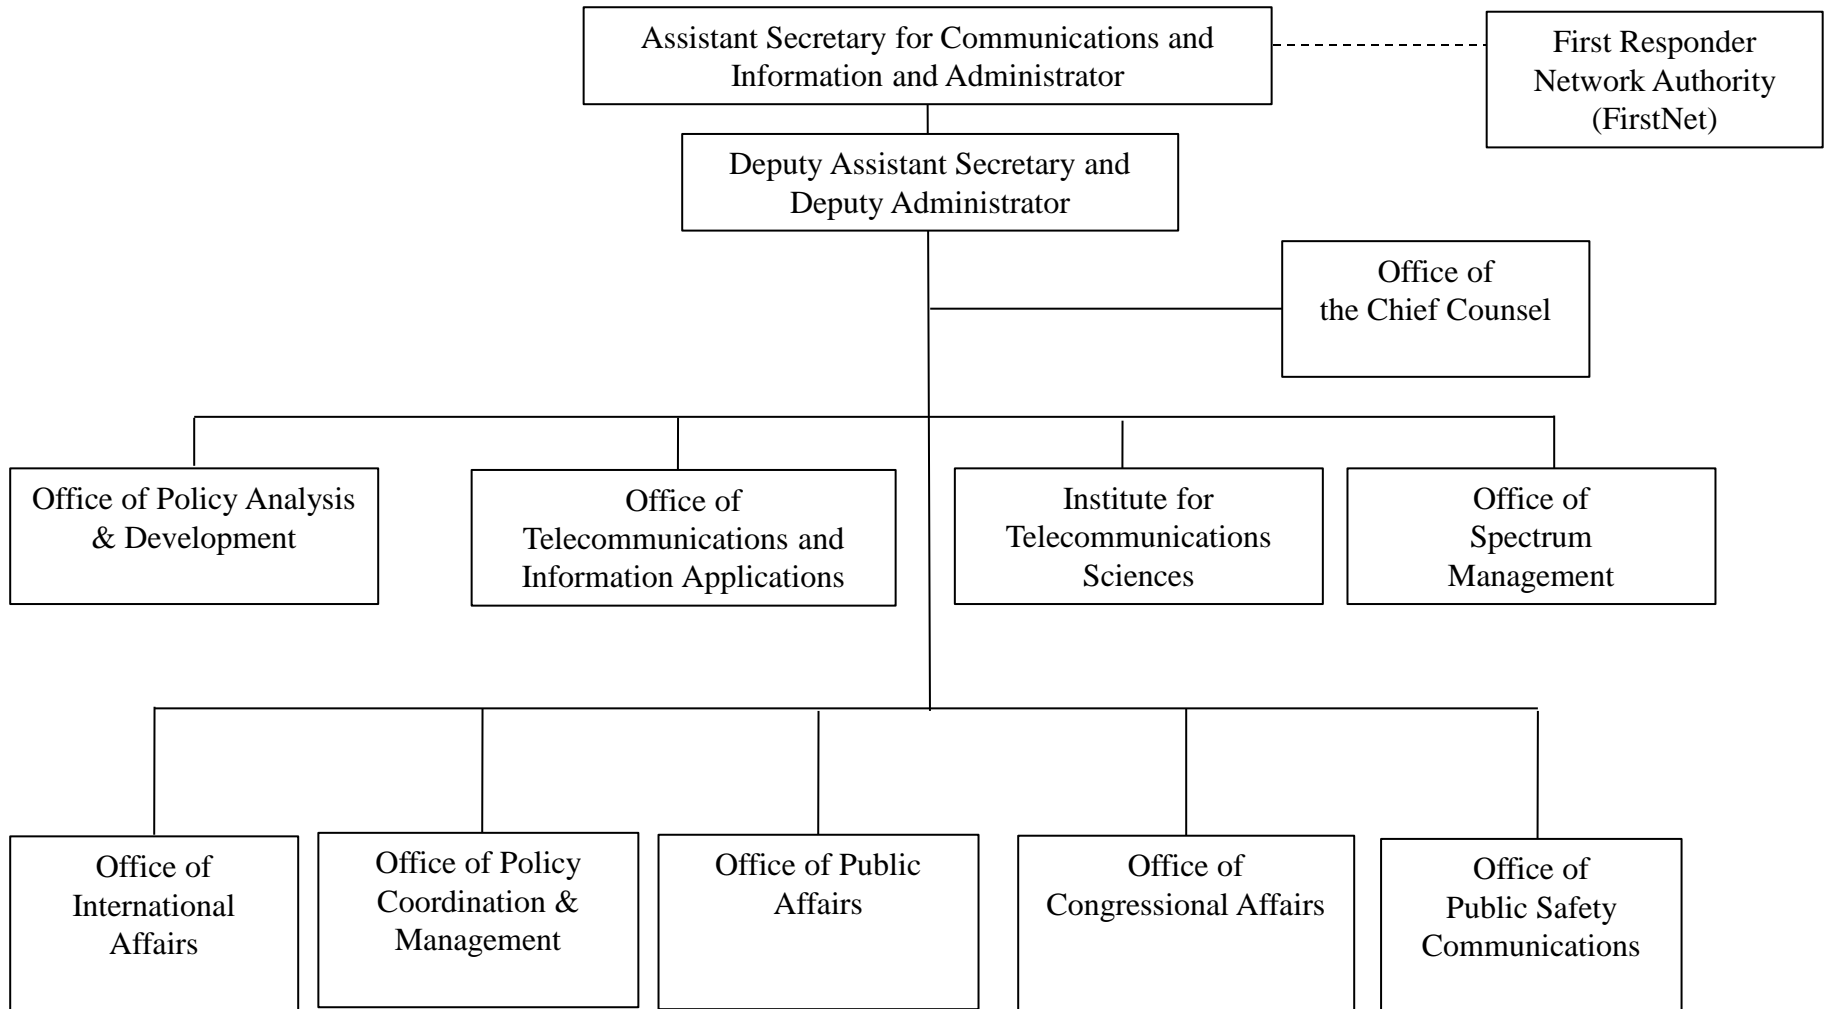 Assistant Secretary for Communications and
Information and Administrator
First Responder
Network Authority
(FirstNet)
Deputy Assistant Secretary and
Deputy Administrator
Office of
the Chief Counsel
Office of Policy Analysis
& Development
Office of
Telecommunications and
Information Applications
Institute for
Telecommunications
Sciences
Office of
Spectrum
Management
Office of
International
Affairs
Office of Policy
Coordination &
Management
Office of Public
Affairs
Office of
Congressional Affairs
Office of
Public Safety
Communications